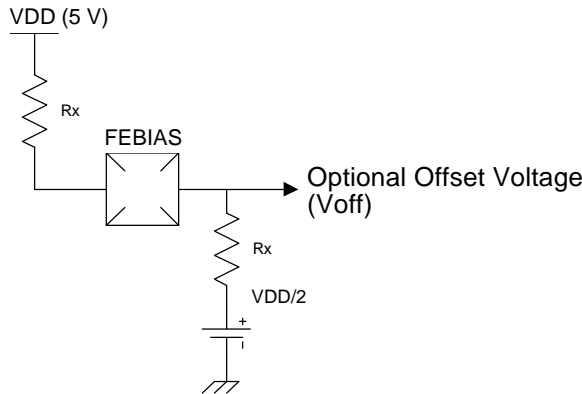 VDD (5 V)
Rx
FEBIAS
Optional Offset Voltage
(Voff)
Rx
VDD/2
+